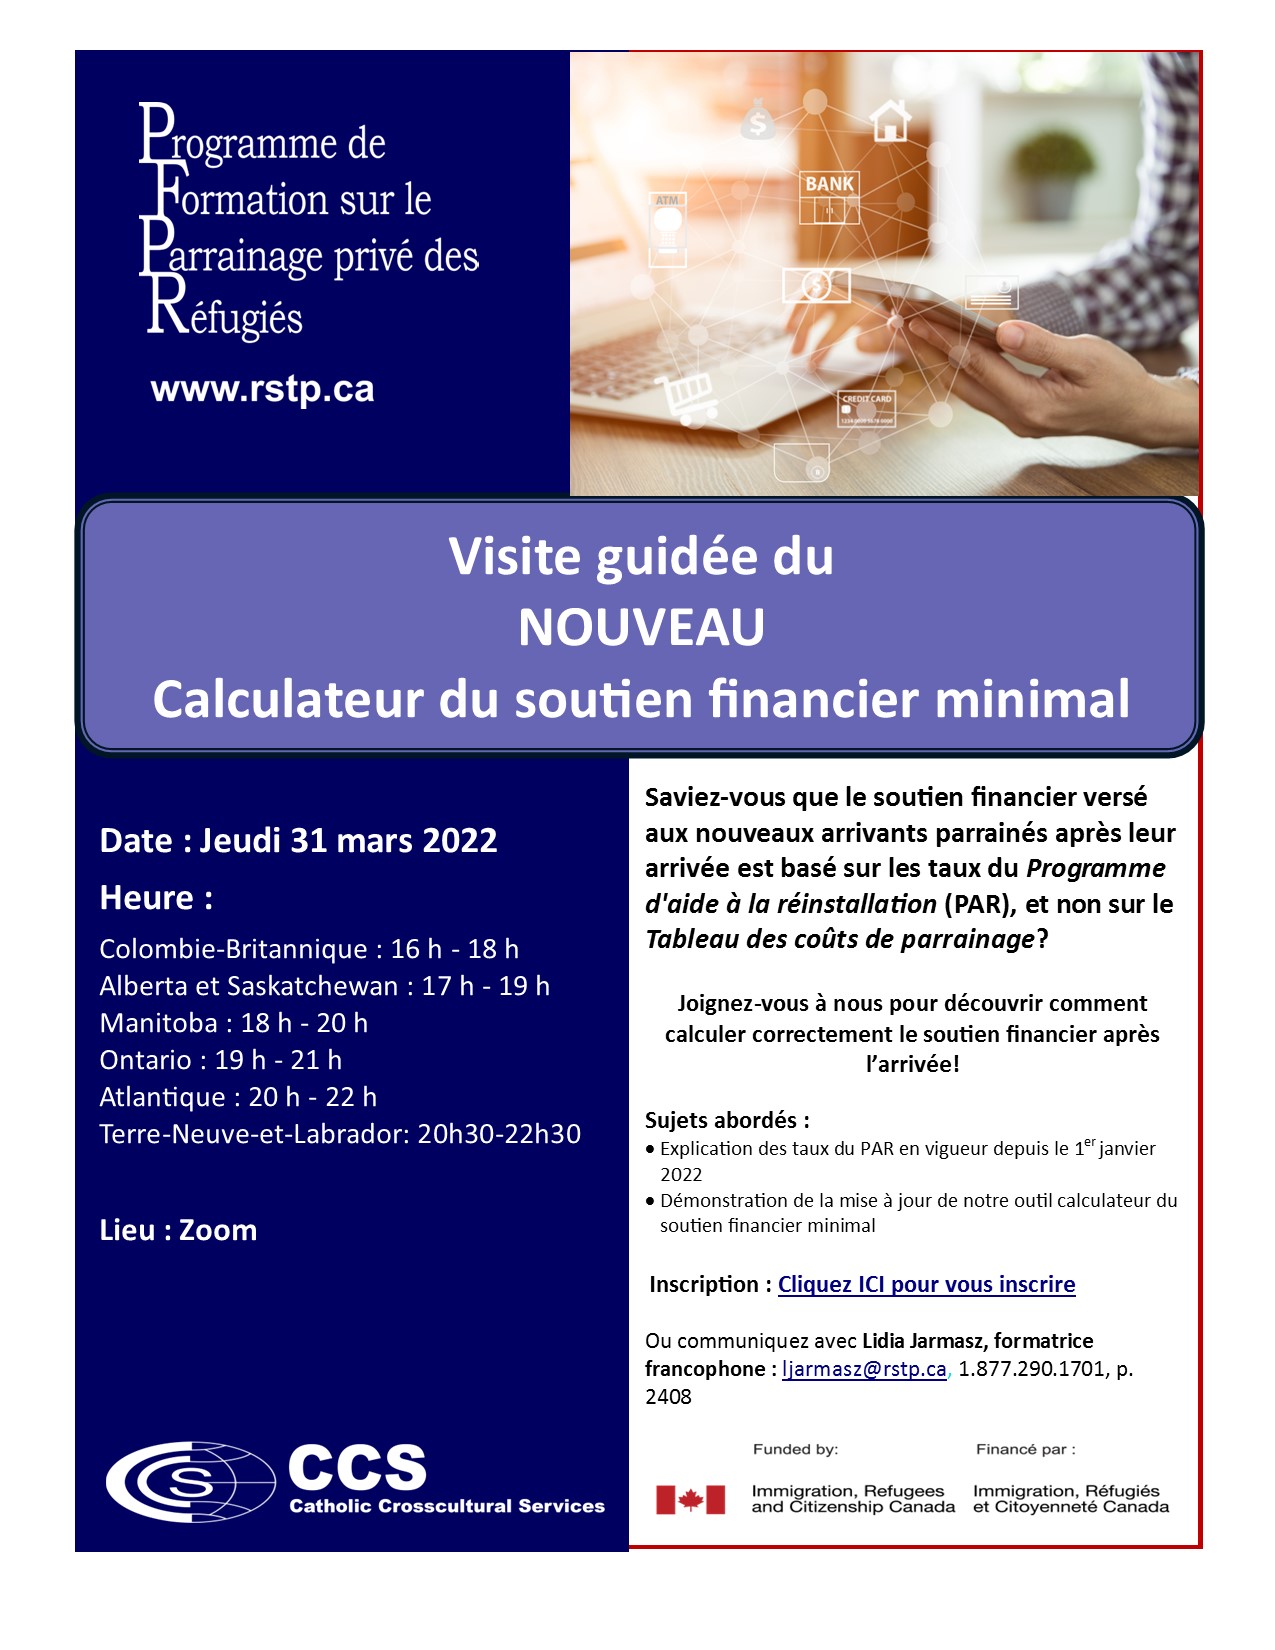 Programme de
Formation sur le
Parrainage privé des
Réfugiés
www.rstp.ca
ATM
BANK
$
$
CREDIT CARD
Visite guidée du
NOUVEAU
Calculateur du soutien financier minimal
Date : Jeudi 31 mars 2022
Heure :
Colombie-Britannique : 16 h - 18 h
Alberta et Saskatchewan : 17 h - 19 h
Manitoba : 18 h - 20 h
Ontario : 19 h - 21 h
Atlantique : 20 h - 22 h
Terre-Neuve-et-Labrador: 20h30-22h30
Lieu : Zoom
Saviez-vous que le soutien financier versé
aux nouveaux arrivants parrainés après leur
arrivée est basé sur les taux du Programme
d'aide à la réinstallation (PAR), et non sur le
Tableau des coûts de parrainage?
Joignez-vous à nous pour découvrir comment
calculer correctement le soutien financier après
l’arrivée!
Sujets abordés :
• Explication des taux du PAR en vigueur depuis le 1er janvier
2022
• Démonstration de la mise à jour de notre outil calculateur du
soutien financier minimal
Inscription : Cliquez ICI pour vous inscrire
Ou communiquez avec Lidia Jarmasz, formatrice
francophone : ljarmasz@rstp.ca, 1.877.290.1701, p.
2408
CCS
CCS
Catholic Crosscultural Services
Funded by:
Immigration, Refugees
and Citizenship Canada
Financé par :
Immigration, Réfugiés
et Citoyenneté Canada